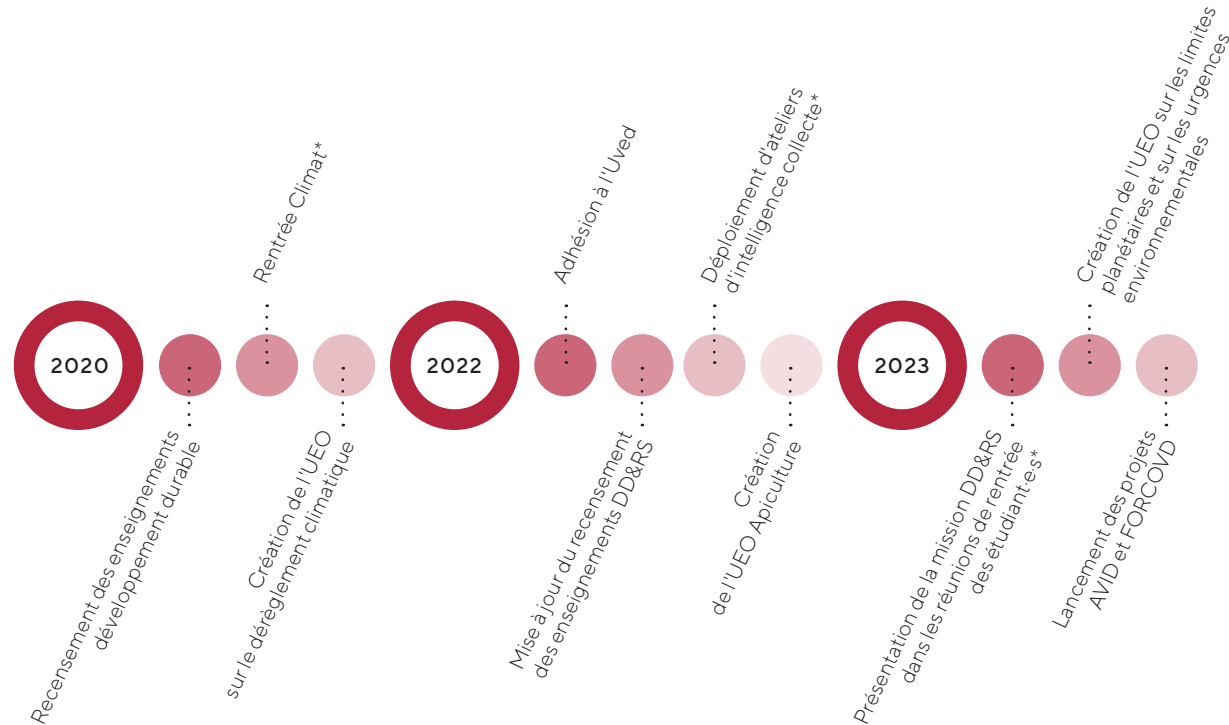 2020
Recensement des enseignements
développement durable
Rentrée Climat*
Création de l'UEO
sur le dérèglement climatique
2022
Adhésion à l'Uved
Mise à jour du recensement
des enseignements DD&RS
Déploiement d'ateliers
d'intelligence collecte*
Création
de l'UEO Apiculture
2023
Présentation de la mission DD&RS
dans les réunions de rentrée
des étudiant·e·s*
Création de l'UEO sur les limites
planétaires et sur les urgences
environnementales
Lancement des projets
AVID et FORCOVD